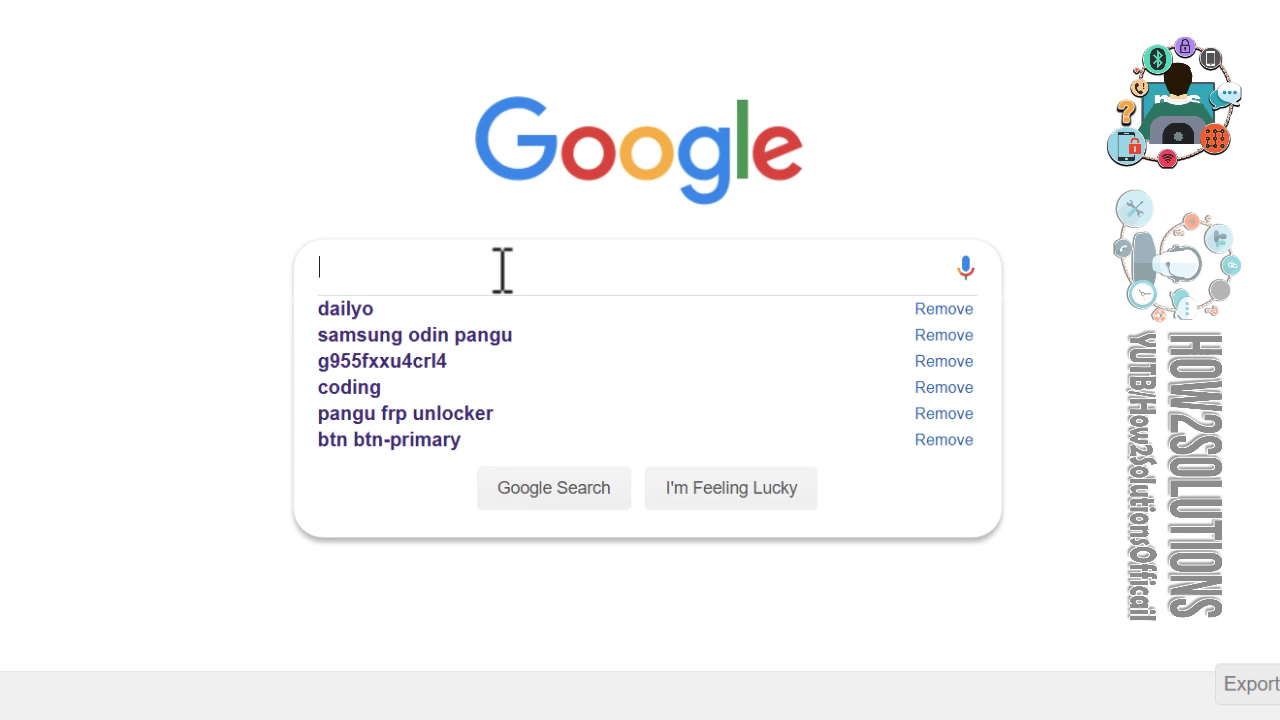 Google
dailyo
Remove
samsung odin pangu
Remove
g955fxxu4crl4
Remove
coding
Remove
pangu frp unlocker
Remove
btn btn-primary
Remove
Google Search
I'm Feeling Lucky
HOW2SOLUTIONS
YUTB/How2SolutionsOfficail
Export